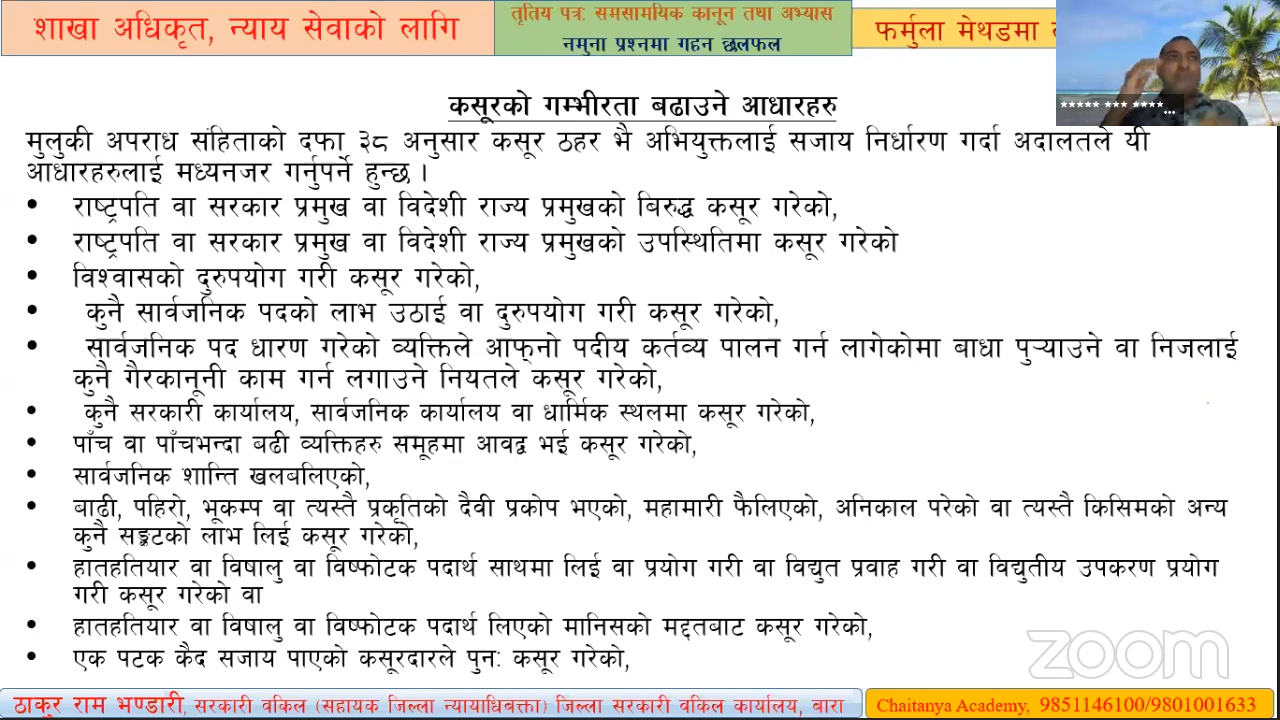 शाखा अधिकृत, न्याय सेवाको लागि
तृतिय पत्र: समसामयिक कानून तथा अभ्यास
नमुना प्रश्नमा गहन छलफल
फर्मुला मेथडमा
***** *** ****...
कसूरको गम्भीरता बढाउने आधारहरु
मुलुकी अपराध संहिताको दफा ३८ अनुसार कसूर ठहर भै अभियुक्तलाई सजाय निर्धारण गर्दा अदालतले यी
आधारहरुलाई मध्यनजर गर्नुपर्ने हुन्छ ।
• राष्ट्रपति वा सरकार प्रमुख वा विदेशी राज्य प्रमुखको बिरुद्ध कसूर गरेको,
• राष्ट्रपति वा सरकार प्रमुख वा विदेशी राज्य प्रमुखको उपस्थितिमा कसूर गरेको
• विश्वासको दुरुपयोग गरी कसूर गरेको,
• कुनै सार्वजनिक पदको लाभ उठाई वा दुरुपयोग गरी कसूर गरेको,
• सार्वजनिक पद धारण गरेको व्यक्तिले आफ्नो पदीय कर्तव्य पालन गर्न लागेकोमा बाधा पुऱ्याउने वा निजलाई
कुनै गैरकानूनी काम गर्न लगाउने नियतले कसूर गरेको,
• कुनै सरकारी कार्यालय, सार्वजनिक कार्यालय वा धार्मिक स्थलमा कसूर गरेको,
• पाँच वा पाँचभन्दा बढी व्यक्तिहरु समूहमा आवद्व भई कसूर गरेको,
• सार्वजनिक शान्ति खलबलिएको,
• बाढी, पहिरो, भूकम्प वा त्यस्तै प्रकृतिको दैवी प्रकोप भएको, महामारी फैलिएको, अनिकाल परेको वा त्यस्तै किसिमको अन्य
कुनै सङ्कटको लाभ लिई कसूर गरेको,
• हातहतियार वा विषालु वा विष्फोटक पदार्थ साथमा लिई वा प्रयोग गरी वा विद्युत प्रवाह गरी वा विद्युतीय उपकरण प्रयोग
गरी कसूर गरेको वा
• हातहतियार वा विषालु वा विष्फोटक पदार्थ लिएको मानिसको मद्दतबाट कसूर गरेको,
• एक पटक कैद सजाय पाएको कसूरदारले पुन: कसूर गरेको,
zoom
ठाकुर राम भण्डारी, सरकारी वकिल (सहायक जिल्ला न्यायाधिबक्ता) जिल्ला सरकारी वकिल कार्यालय, बारा
Chaitanya Academy, 9851146100/9801001633